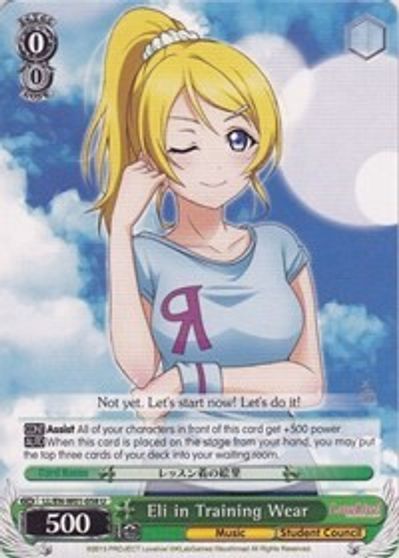 0
0
Я
Not yet. Let's start now! Let's do it!
CONT Assist All of your characters in front of this card get +500 power.
AUTO When this card is placed on the stage from your hand, you may put
the top three cards of your deck into your waiting room.
レッスン着の絵里
500
Eli in Training Wear
Music
Student Council